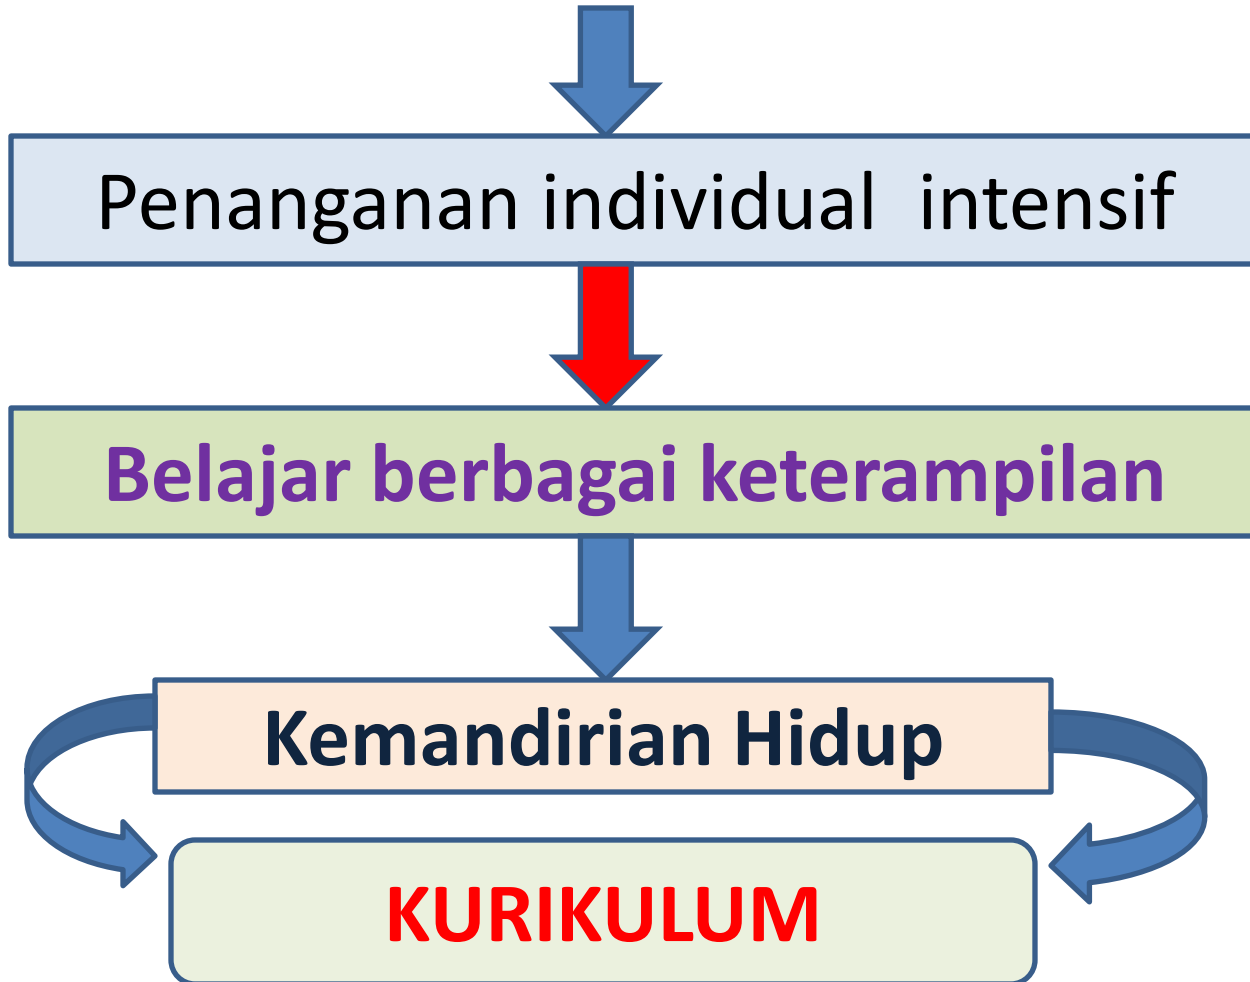 Penanganan individual intensif
Belajar berbagai keterampilan
Kemandirian Hidup
KURIKULUM